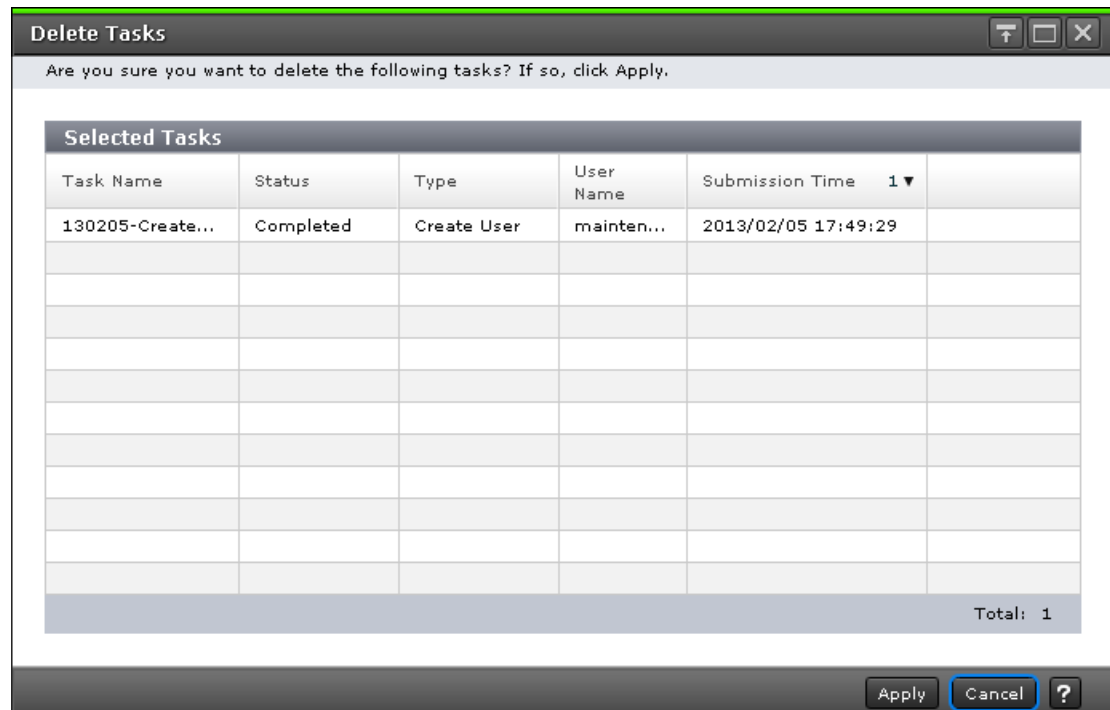 Delete Tasks
Are you sure you want to delete the following tasks? If so, click Apply.
Selected Tasks
Task Name Status Type User Name Submission Time 1▼
130205-Create... Completed Create User mainten... 2013/02/05 17:49:29
Total: 1
Apply Cancel ?